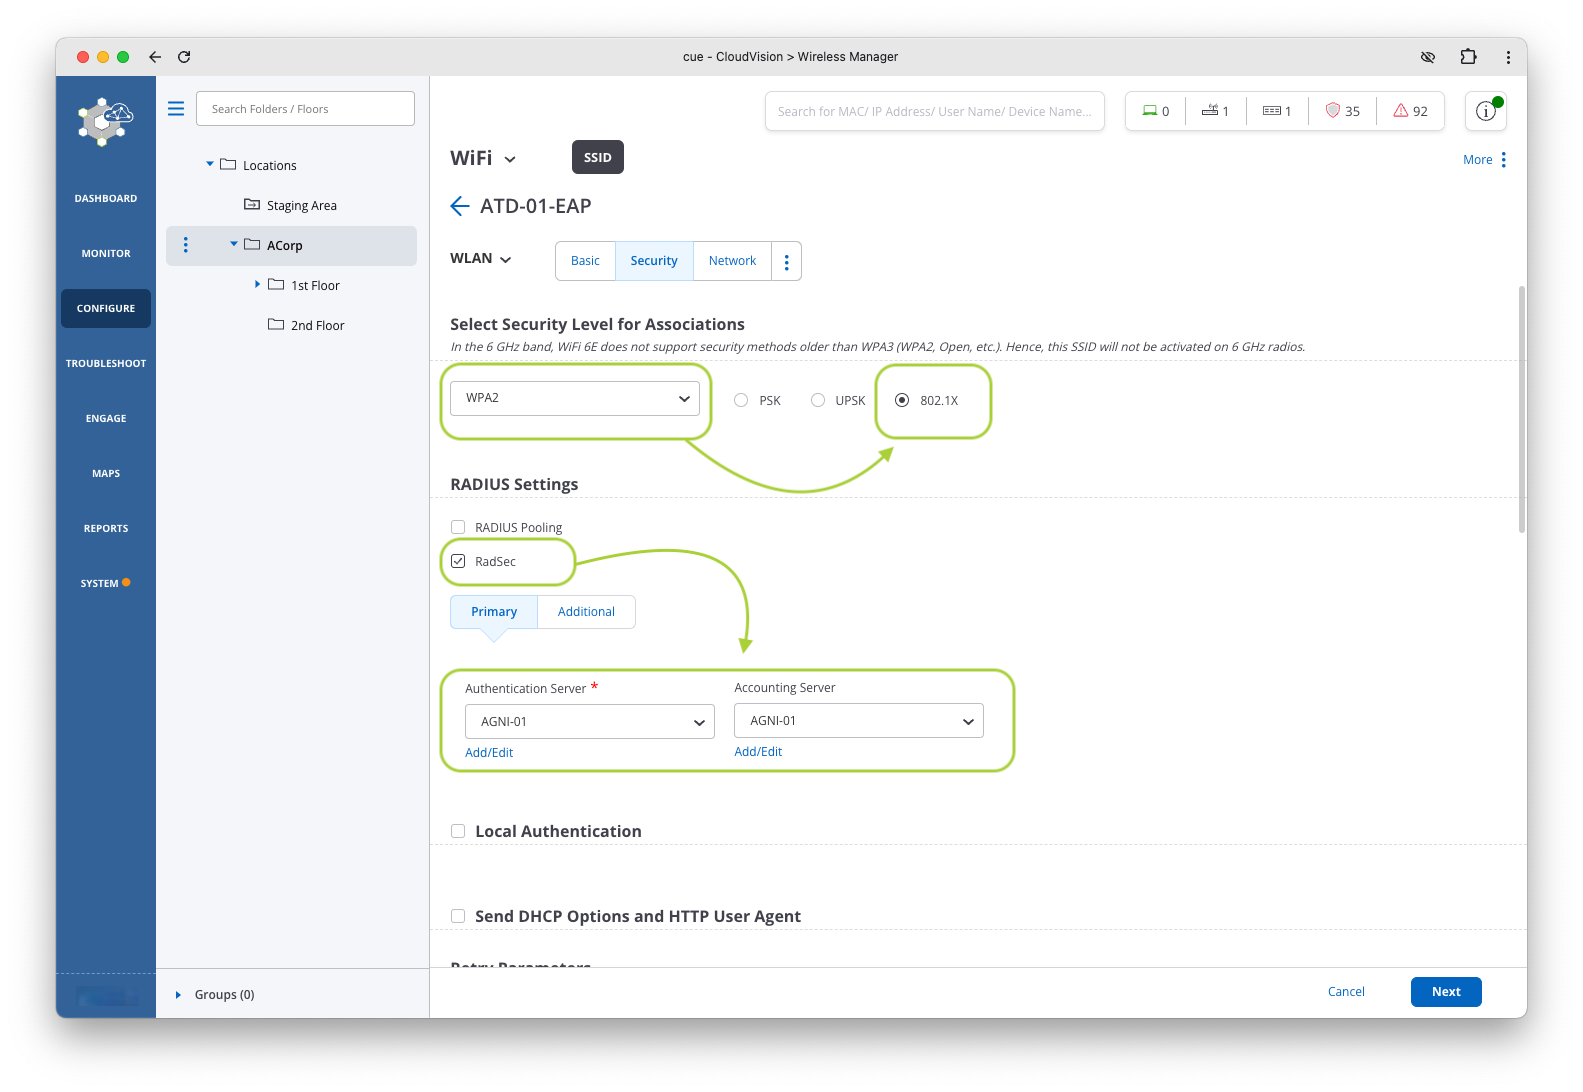 cue - CloudVision > Wireless Manager
DASHBOARD
MONITOR
CONFIGURE
TROUBLESHOOT
ENGAGE
MAPS
REPORTS
SYSTEM
Search Folders / Floors
Locations
Staging Area
ACorp
1st Floor
2nd Floor
Groups (0)
Search for MAC/ IP Address/ User Name/ Device Name...
0
1
1
35
92
WiFi
SSID
More
ATD-01-EAP
WLAN
Basic
Security
Network
Select Security Level for Associations
In the 6 GHz band, WiFi 6E does not support security methods older than WPA3 (WPA2, Open, etc.). Hence, this SSID will not be activated on 6 GHz radios.
WPA2
PSK
UPSK
802.1X
RADIUS Settings
RADIUS Pooling
RadSec
Primary
Additional
Authentication Server *
Accounting Server
AGNI-01
AGNI-01
Add/Edit
Add/Edit
Local Authentication
Send DHCP Options and HTTP User Agent
Retry Parameters
Cancel
Next